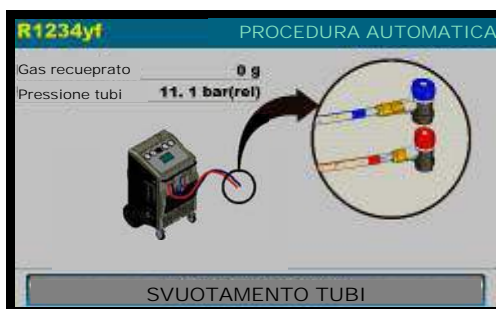 R1234yf PROCEDURA AUTOMATICA
Gas recueprato 0 g
Pressione tubi 11. 1 bar(rel)
SVUOTAMENTO TUBI